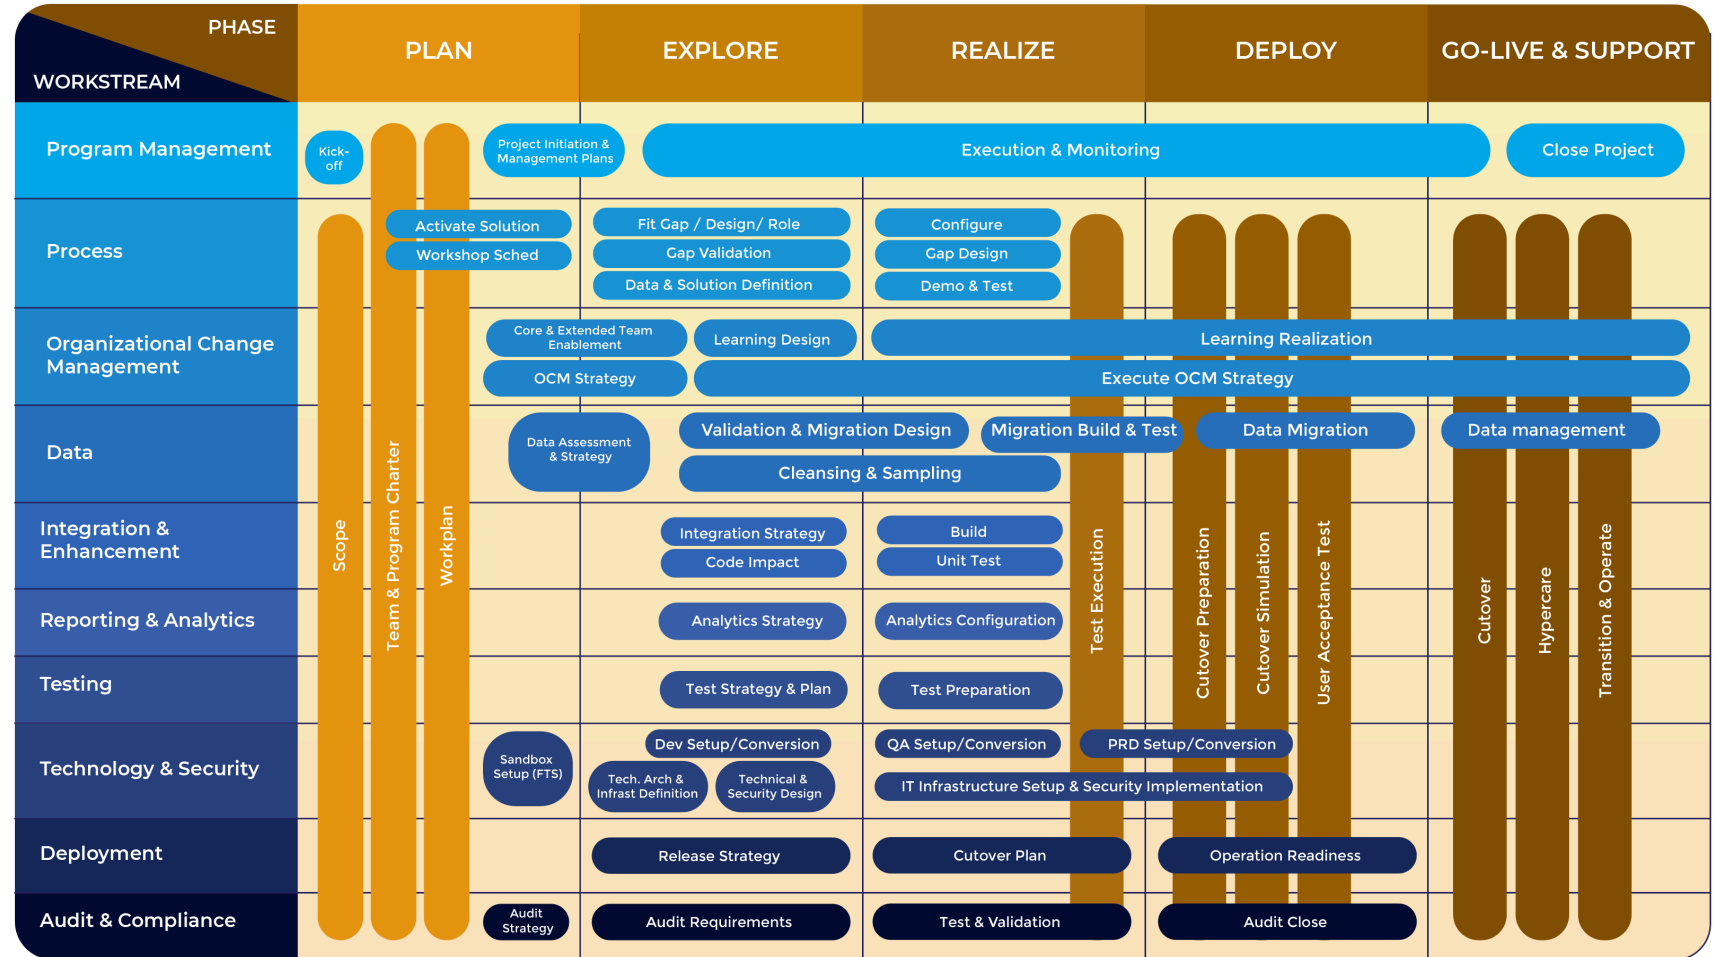 PHASE
WORKSTREAM
PLAN
EXPLORE
REALIZE
DEPLOY
GO-LIVE & SUPPORT
Program Management
Kick-
off
Project Initiation &
Management Plans
Execution & Monitoring
Close Project
Process
Activate Solution
Workshop Sched
Fit Gap / Design/ Role
Gap Validation
Data & Solution Definition
Configure
Gap Design
Demo & Test
Organizational Change
Management
Core & Extended Team
Enablement
OCM Strategy
Learning Design
Learning Realization
Execute OCM Strategy
Data
Data Assessment
& Strategy
Validation & Migration Design
Cleansing & Sampling
Migration Build & Test
Data Migration
Data management
Integration &
Enhancement
Integration Strategy
Code Impact
Build
Unit Test
Reporting & Analytics
Analytics Strategy
Analytics Configuration
Testing
Test Strategy & Plan
Test Preparation
Technology & Security
Sandbox
Setup (FTS)
Dev Setup/Conversion
Tech. Arch &
Infrast Definition
Technical &
Security Design
QA Setup/Conversion
PRD Setup/Conversion
IT Infrastructure Setup & Security Implementation
Deployment
Release Strategy
Cutover Plan
Operation Readiness
Audit & Compliance
Audit
Strategy
Audit Requirements
Test & Validation
Audit Close
Scope
Team & Program Charter
Workplan
Test Execution
Cutover Preparation
Cutover Simulation
User Acceptance Test
Cutover
Hypercare
Transition & Operate